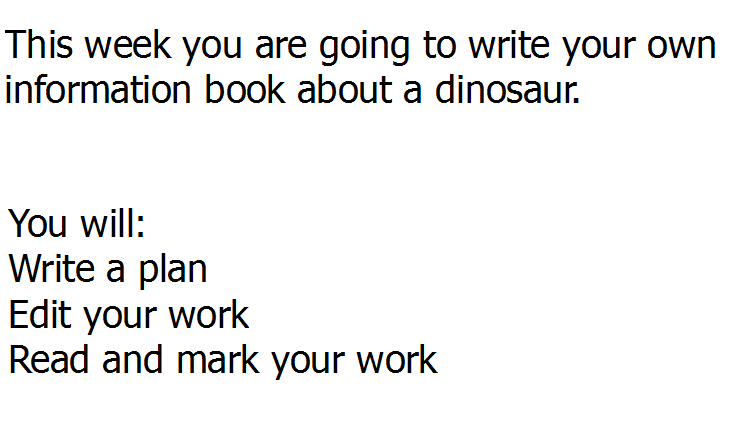 This week you are going to write your own
information book about a dinosaur.
You will:
Write a plan
Edit your work
Read and mark your work